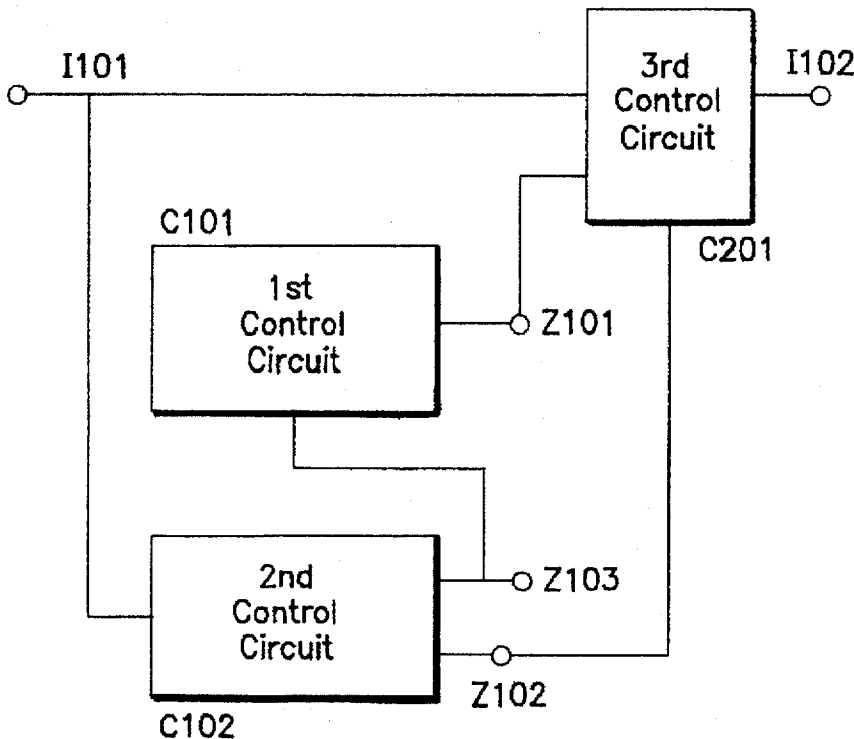 I101
3rd
Control
Circuit
I102
C201
C101
1st
Control
Circuit
Z101
2nd
Control
Circuit
Z103
Z102
C102